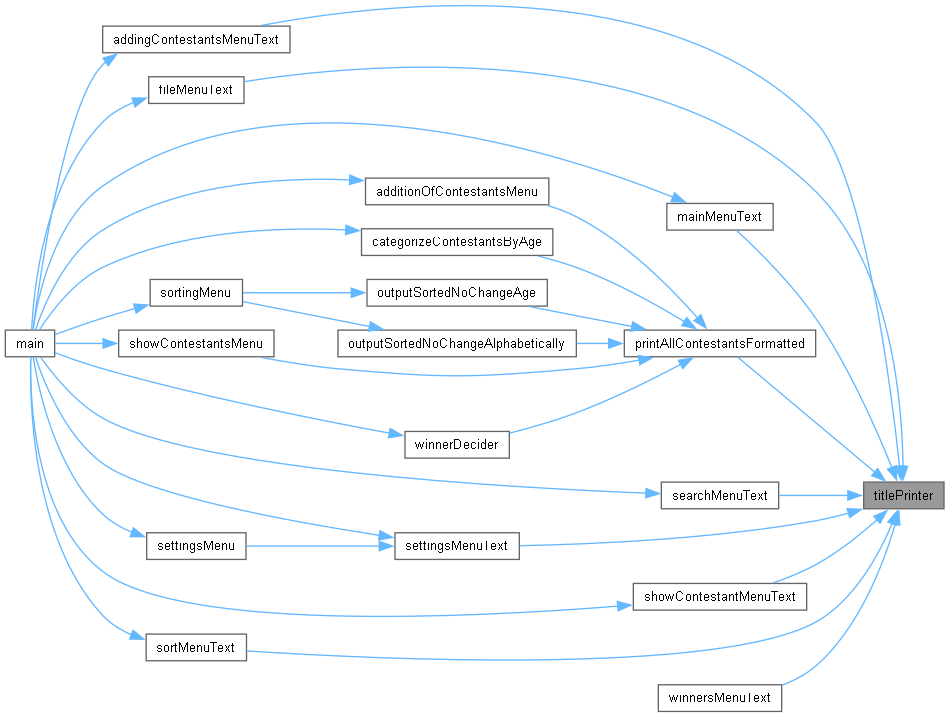 addingContestantsMenuText
fileMenuText
additionOfContestantsMenu
mainMenuText
categorizeContestantsByAge
sortingMenu
outputSortedNoChangeAge
main
showContestantsMenu
outputSortedNoChangeAlphabetically
printAllContestantsFormatted
winnerDecider
searchMenuText
titlePrinter
settingsMenu
settingsMenuText
showContestantMenuText
sortMenuText
winnersMenuText